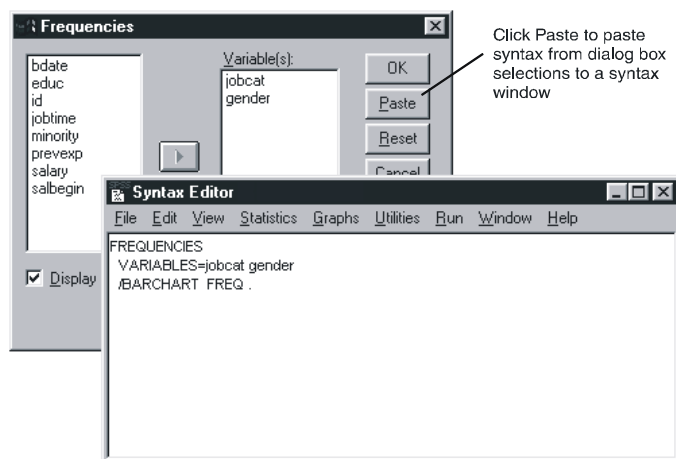 Frequencies
bdate
educ
id
jobtime
minority
prevexp
salary
salbegin
Variable(s):
jobcat
gender
OK
Paste
Reset
Cancel
Display
Click Paste to paste
syntax from dialog box
selections to a syntax
window
Syntax Editor
File Edit View Statistics Graphs Utilities Run Window Help
FREQUENCIES
VARIABLES=jobcat gender
/BARCHART FREQ .